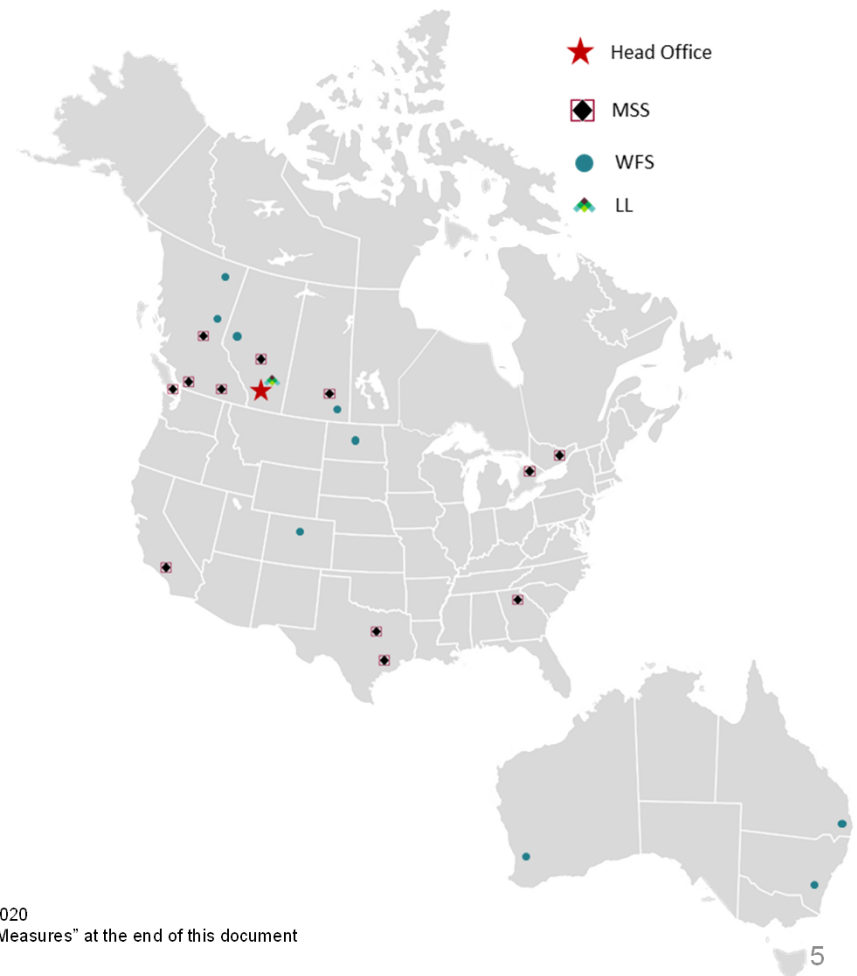 Head Office
MSS
WFS
LL
020
Measures” at the end of this document
5